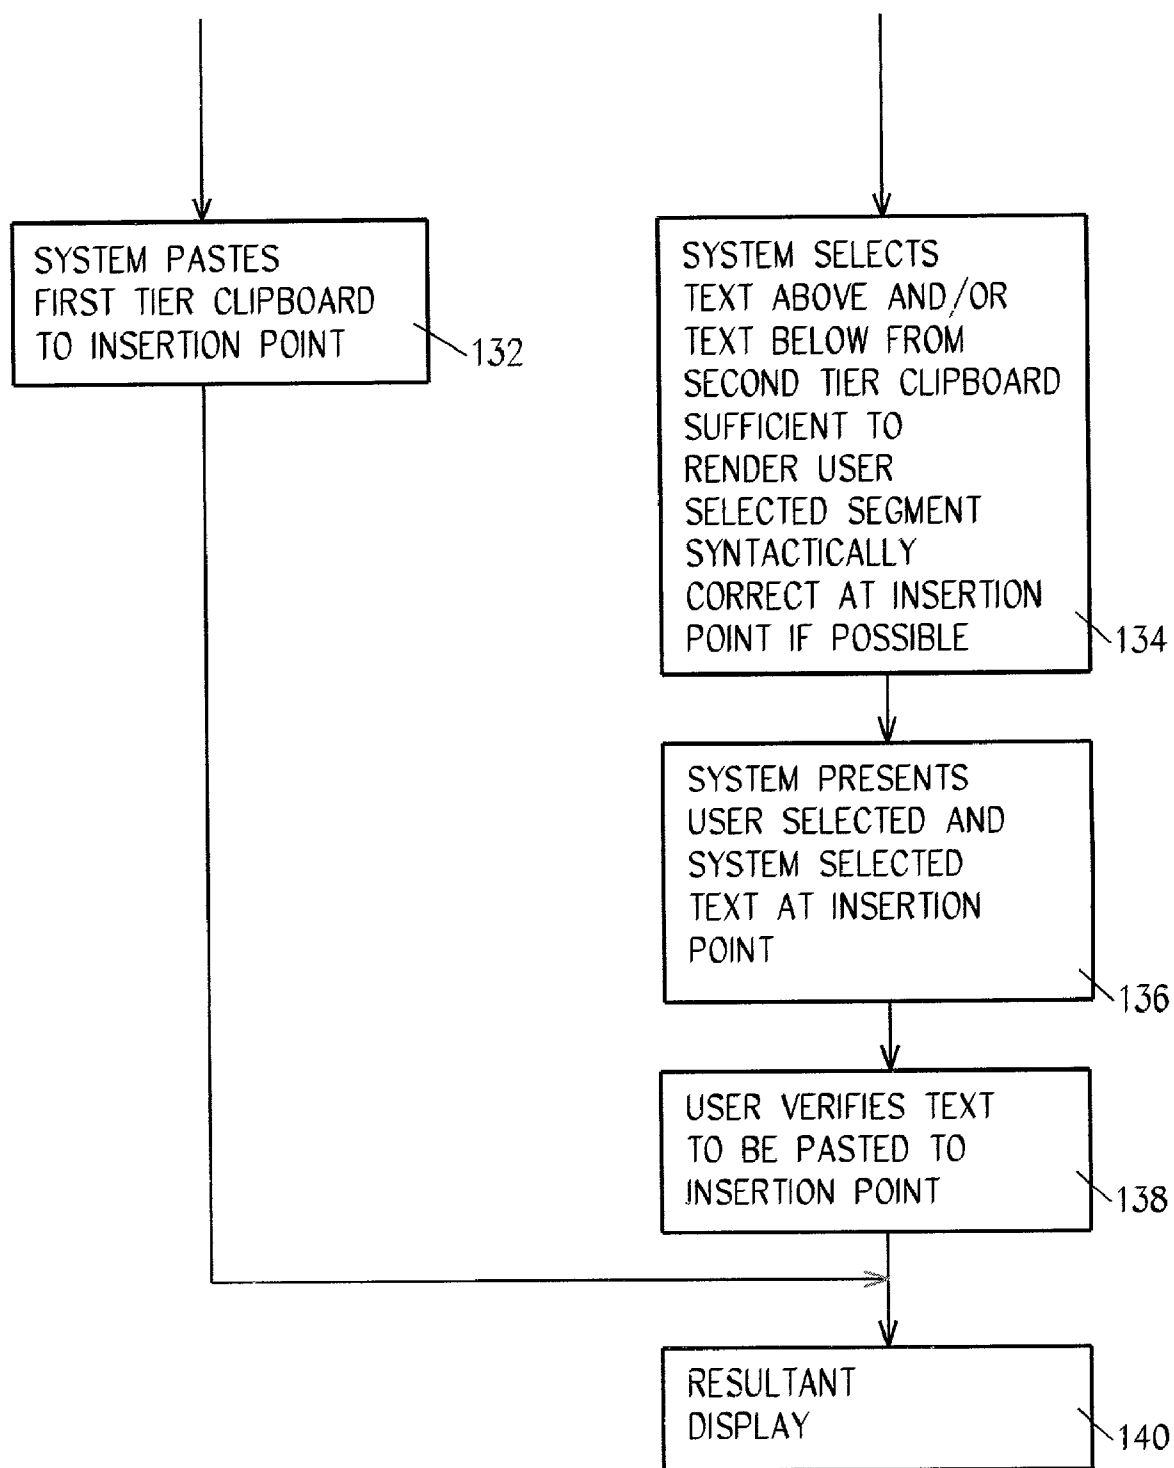 SYSTEM PASTES
FIRST TIER CLIPBOARD
TO INSERTION POINT
132
SYSTEM SELECTS
TEXT ABOVE AND/OR
TEXT BELOW FROM
SECOND TIER CLIPBOARD
SUFFICIENT TO
RENDER USER
SELECTED SEGMENT
SYNTACTICALLY
CORRECT AT INSERTION
POINT IF POSSIBLE
134
SYSTEM PRESENTS
USER SELECTED AND
SYSTEM SELECTED
TEXT AT INSERTION
POINT
136
USER VERIFIES TEXT
TO BE PASTED TO
INSERTION POINT
138
RESULTANT
DISPLAY
140